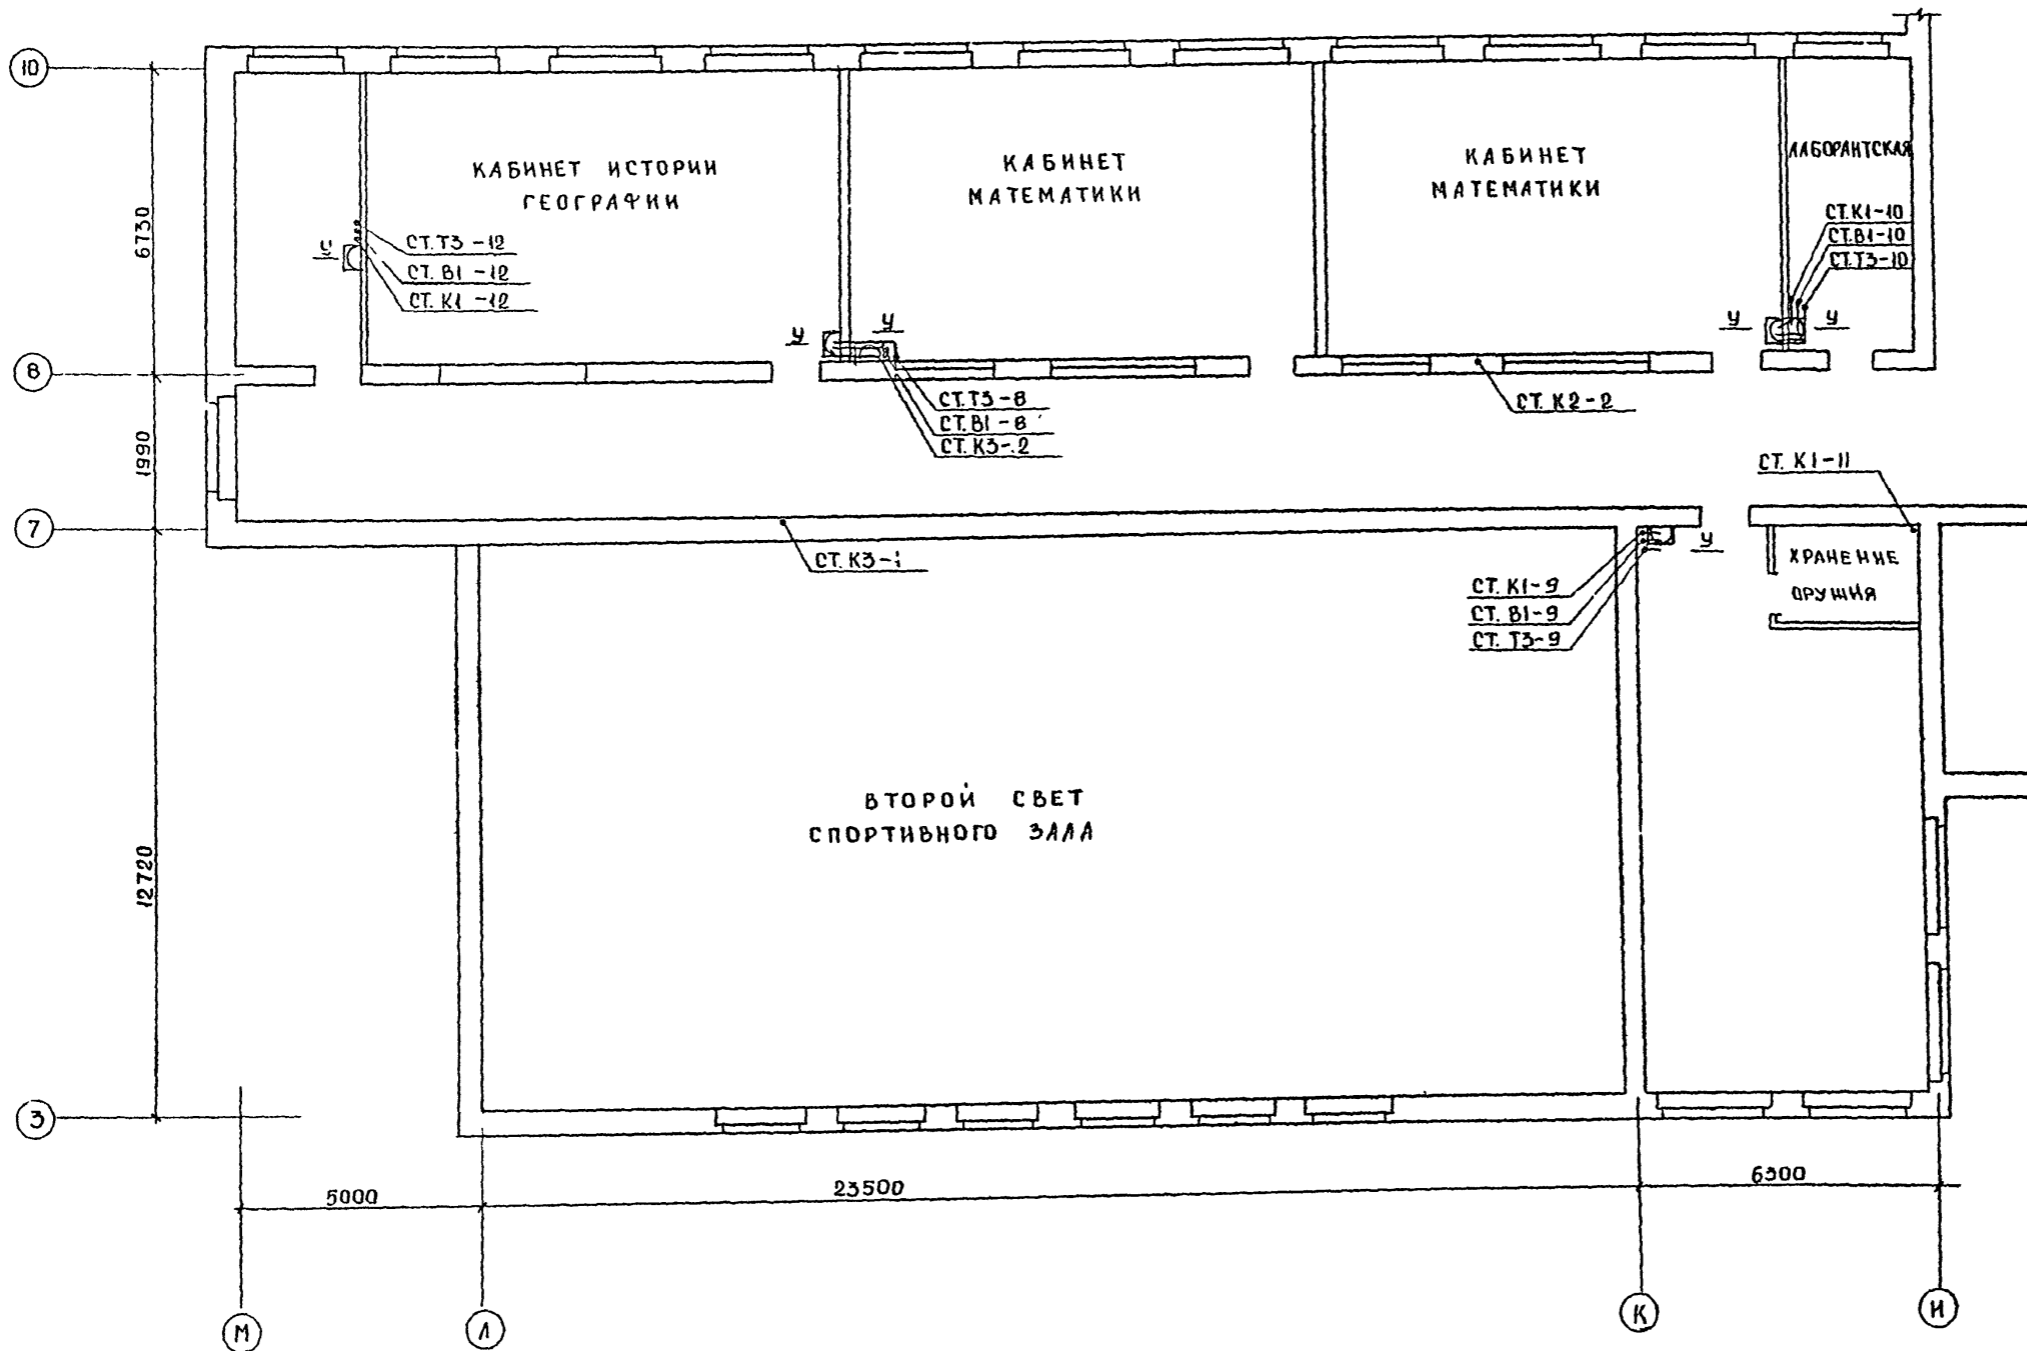 10
КАБИНЕТ ИСТОРИИ
ГЕОГРАФИИ
КАБИНЕТ
МАТЕМАТИКИ
КАБИНЕТ
МАТЕМАТИКИ
ЛАБОРАНТСКАЯ
6730
У
СТ. Т3-12
СТ. В1-12
СТ. К1-12
СТ. К1-10
СТ. В1-10
СТ. Т3-10
У
У
У
У
8
СТ. Т3-8
СТ. В1-8
СТ. К3-2
СТ. К2-2
1990
СТ. К1-11
7
СТ. К3-1
У
ХРАНЕНИЕ
ОРУЖИЯ
СТ. К1-9
СТ. В1-9
СТ. Т3-9
ВТОРОЙ СВЕТ
СПОРТИВНОГО ЗАЛА
12720
3
5000
23500
6300
М
Л
К
И